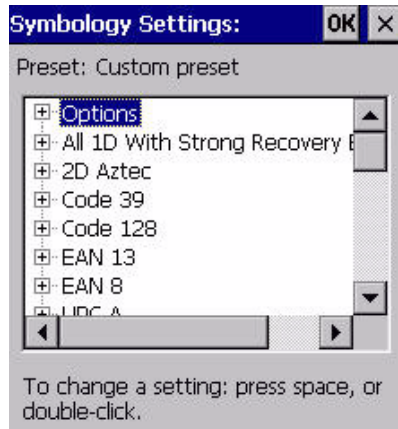 Symbology Settings: OK ×
Preset: Custom preset
Options
All 1D With Strong Recovery
2D Aztec
Code 39
Code 128
EAN 13
EAN 8
UPC A
To change a setting: press space, or
double-click.